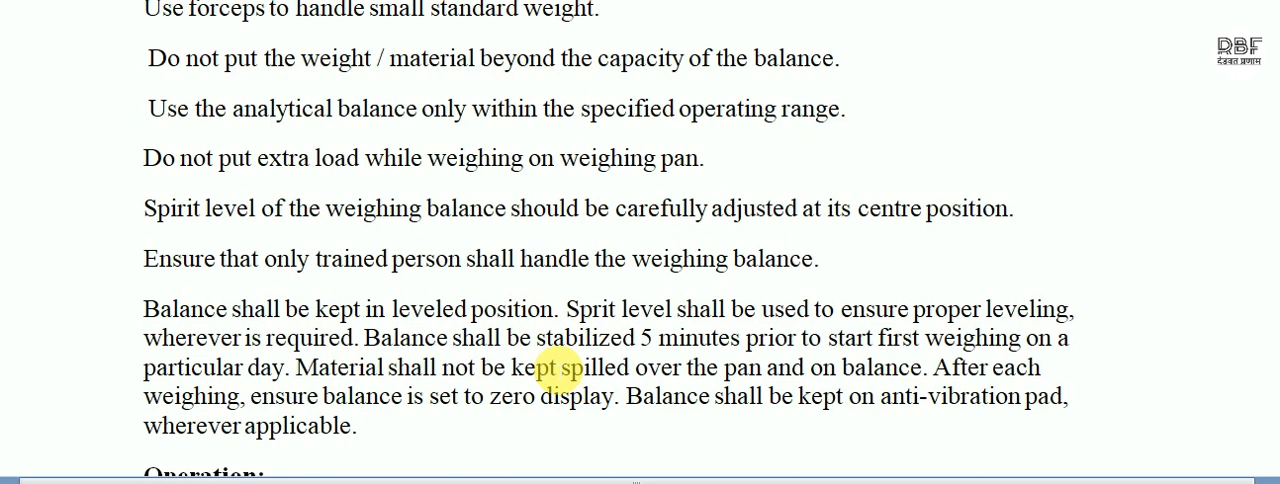 Use forceps to handle small standard weight.
Do not put the weight / material beyond the capacity of the balance.
Use the analytical balance only within the specified operating range.
Do not put extra load while weighing on weighing pan.
Spirit level of the weighing balance should be carefully adjusted at its centre position.
Ensure that only trained person shall handle the weighing balance.
Balance shall be kept in leveled position. Sprit level shall be used to ensure proper leveling,
wherever is required. Balance shall be stabilized 5 minutes prior to start first weighing on a
particular day. Material shall not be kept spilled over the pan and on balance. After each
weighing, ensure balance is set to zero display. Balance shall be kept on anti-vibration pad,
wherever applicable.
Operation:
DBF
दंडवत प्रणाम